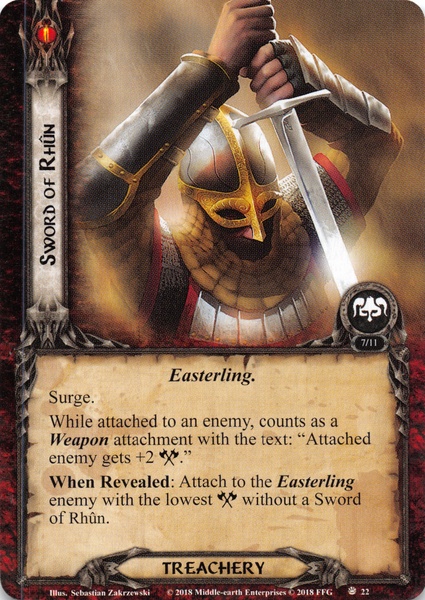 SWORD OF RHÛN
7/11
Easterling.
Surge.
While attached to an enemy, counts as a
Weapon attachment with the text: “Attached
enemy gets +2 .”
When Revealed: Attach to the Easterling
enemy with the lowest without a Sword
of Rhûn.
TREACHERY
Illus. Sebastian Zakrzewski © 2018 Middle-earth Enterprises © 2018 FFG 22